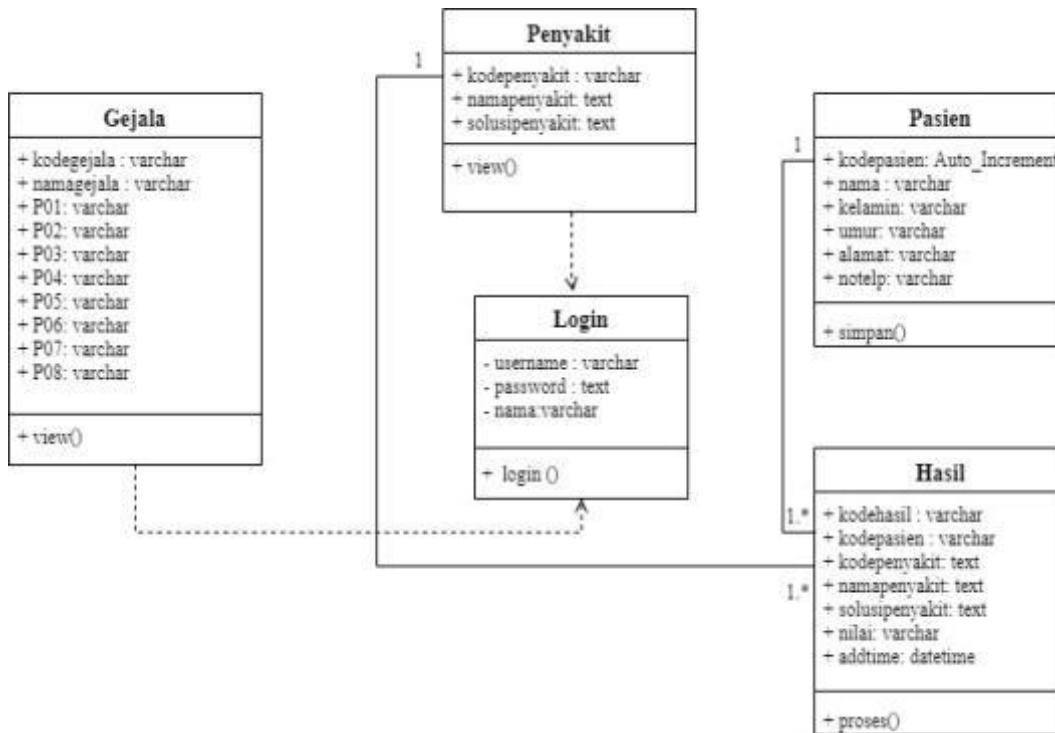 Penyakit
+ kodepenyakit : varchar
+ namapenyakit: text
+ solusipenyakit: text
+ view()
1
Gejala
+ kodegejala : varchar
+ namagejala : varchar
+ P01: varchar
+ P02: varchar
+ P03: varchar
+ P04: varchar
+ P05: varchar
+ P06: varchar
+ P07: varchar
+ P08: varchar
+ view()
Login
- username : varchar
- password : text
- nama:varchar
+ login ()
Pasien
1
+ kodepasien: Auto_Increment
+ nama : varchar
+ kelamin: varchar
+ umur: varchar
+ alamat: varchar
+ notelp: varchar
+ simpan()
Hasil
1.*
1.*
+ kodehasil : varchar
+ kodepasien : varchar
+ kodepenyakit: text
+ namapenyakit: text
+ solusipenyakit: text
+ nilai: varchar
+ addtime: datetime
+ proses()